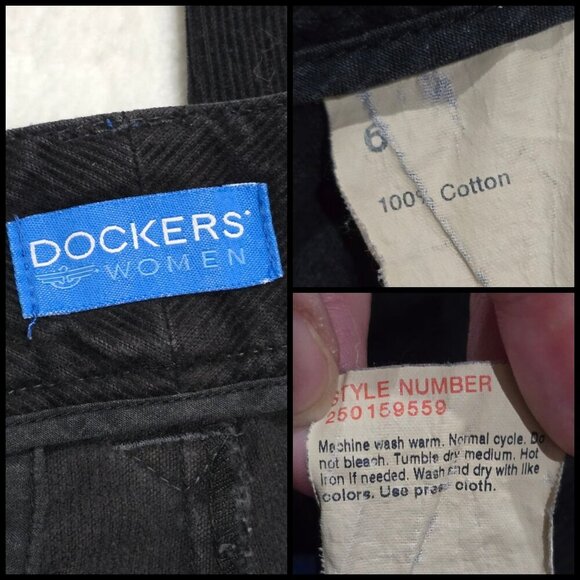 DOCKERS
WOMEN
6
100% Cotton
STYLE NUMBER
250159559
Machine wash warm. Normal cycle. Do
not bleach. Tumble dry medium. Hot
iron if needed. Wash and dry with like
colors. Use press cloth.